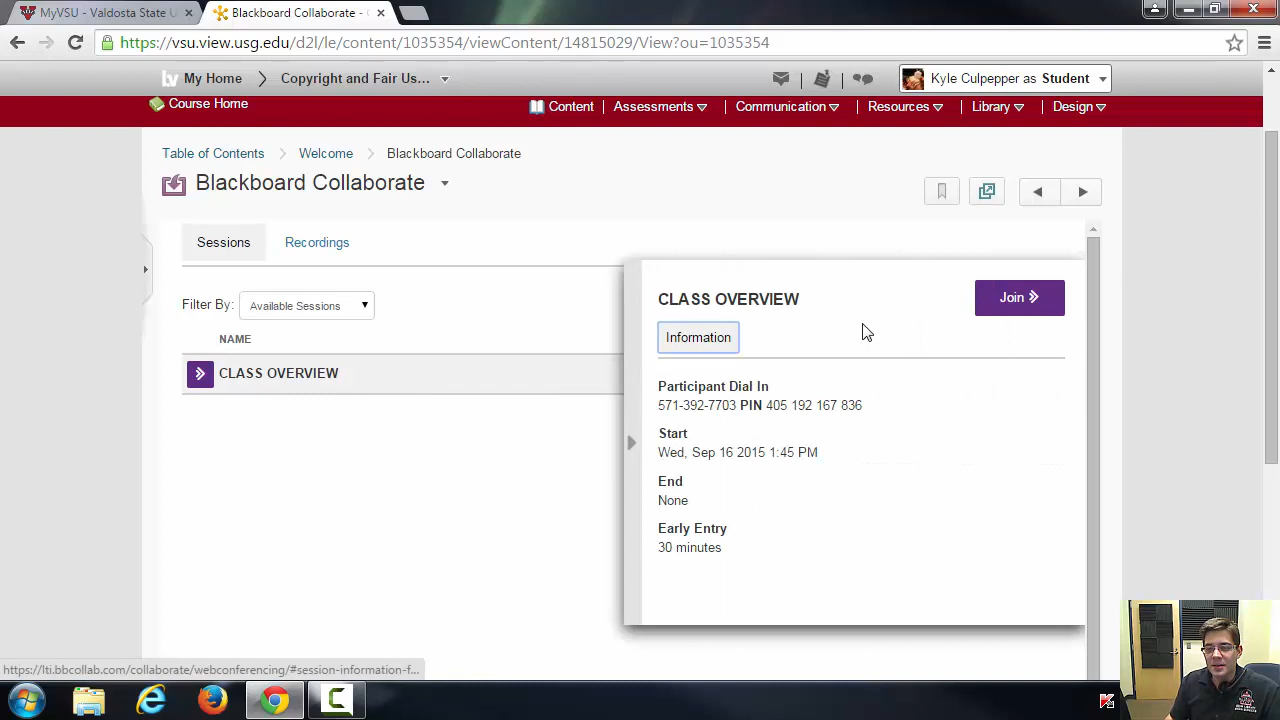 MyVSU - Valdosta State U
Blackboard Collaborate -
https://vsu.view.usg.edu/d2l/le/content/1035354/viewContent/14815029/View?ou=1035354
lv My Home Copyright and Fair Us... Kyle Culpepper as Student
Course Home Content Assessments Communication Resources Library Design
Table of Contents Welcome Blackboard Collaborate
Blackboard Collaborate
Sessions Recordings
Filter By: Available Sessions
NAME
CLASS OVERVIEW
CLASS OVERVIEW Join
Information
Participant Dial In
571-392-7703 PIN 405 192 167 836
Start
Wed, Sep 16 2015 1:45 PM
End
None
Early Entry
30 minutes
https://lti.bbcollab.com/collaborate/webconferencing/#session-information-f...